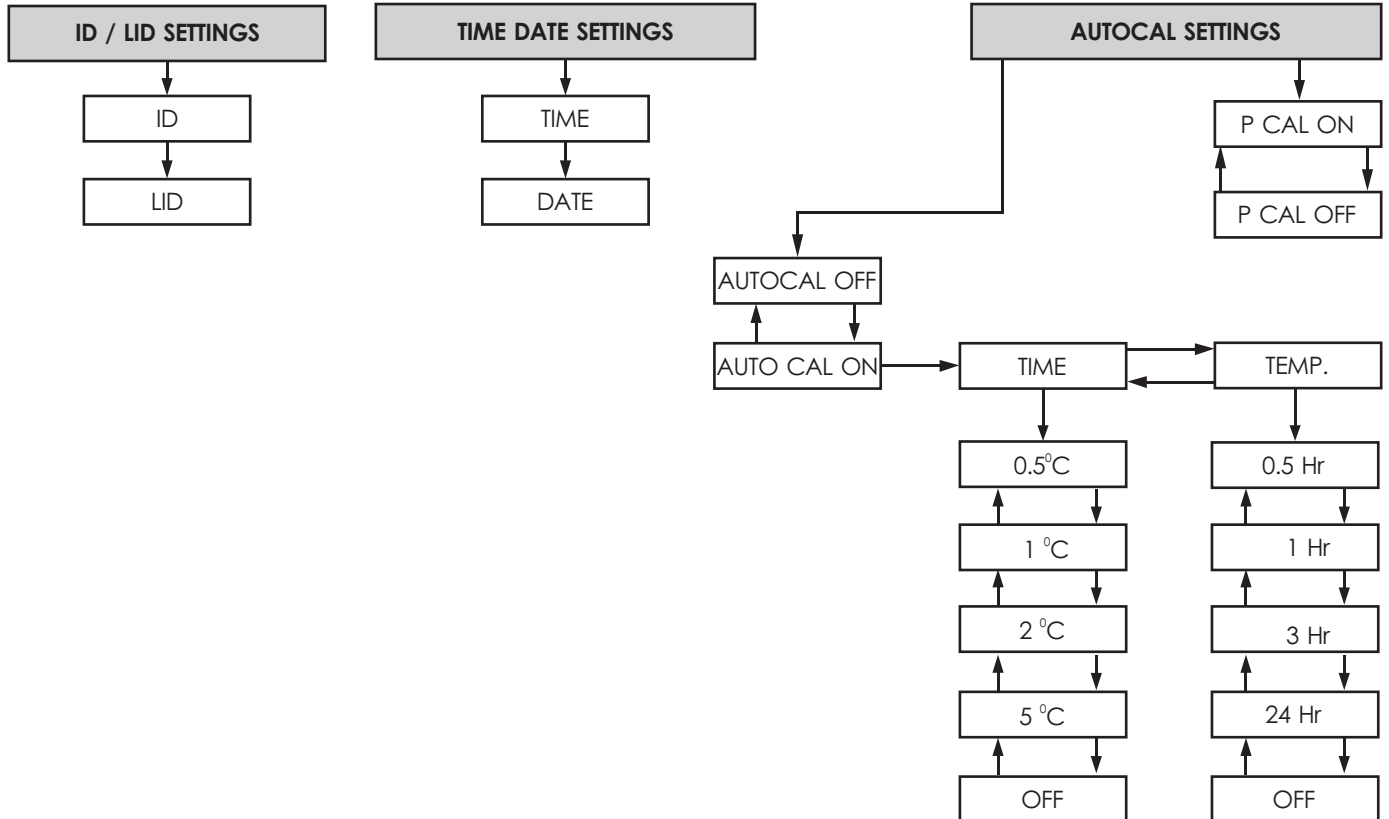 ID / LID SETTINGS
ID
LID
TIME DATE SETTINGS
TIME
DATE
AUTOCAL SETTINGS
P CAL ON
P CAL OFF
AUTOCAL OFF
AUTO CAL ON
TIME
0.5⁰C
1 ⁰C
2 ⁰C
5 ⁰C
OFF
TEMP.
0.5 Hr
1 Hr
3 Hr
24 Hr
OFF